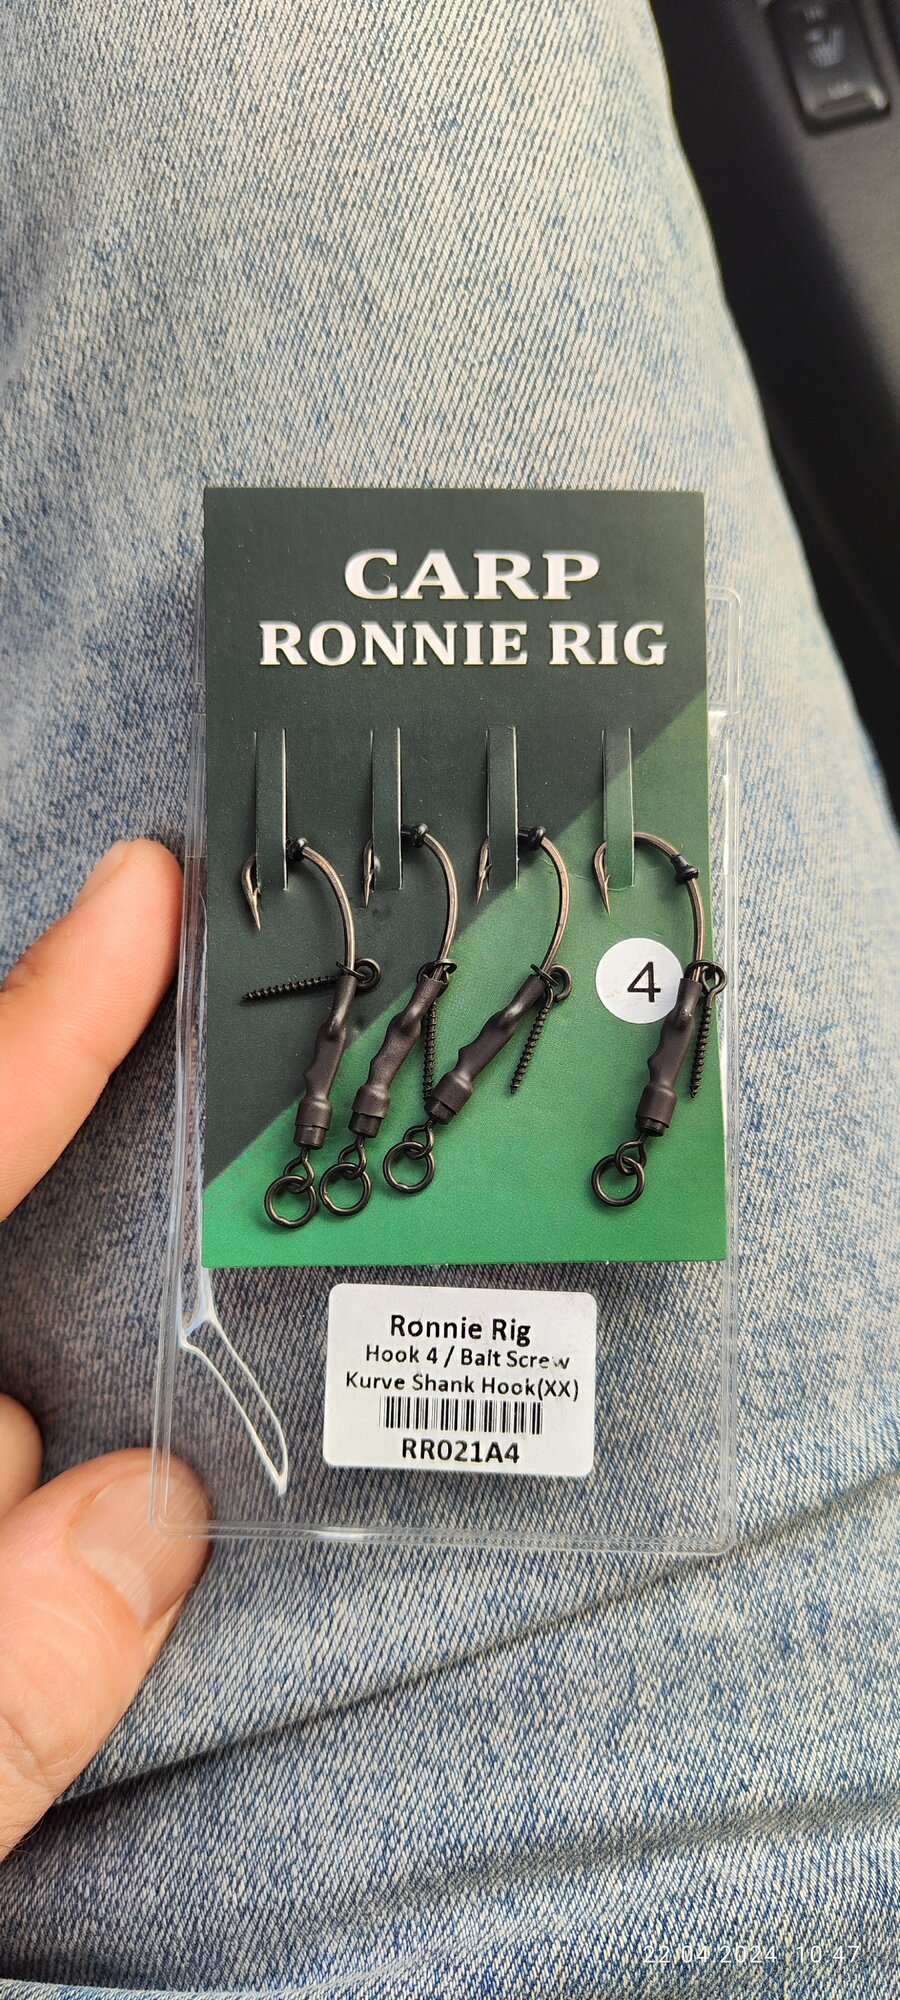 CARP
RONNIE RIG
4
Ronnie Rig
Hook 4 / Bait Screw
Kurve Shank Hook(XX)
RR021A4
22.04.2024 10:47